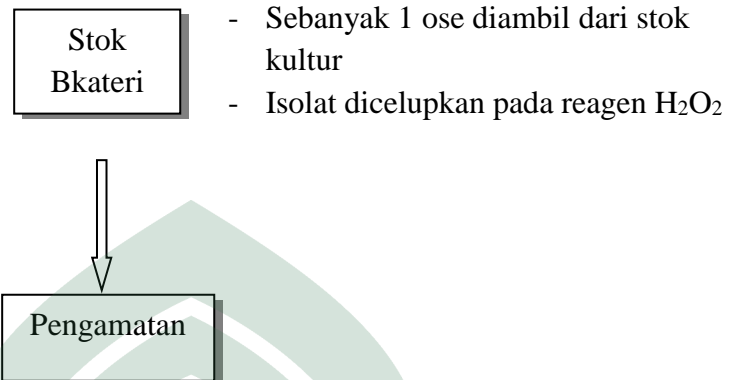 Stok
Bkateri
- Sebanyak 1 ose diambil dari stok
kultur
- Isolat dicelupkan pada reagen H₂O₂
Pengamatan